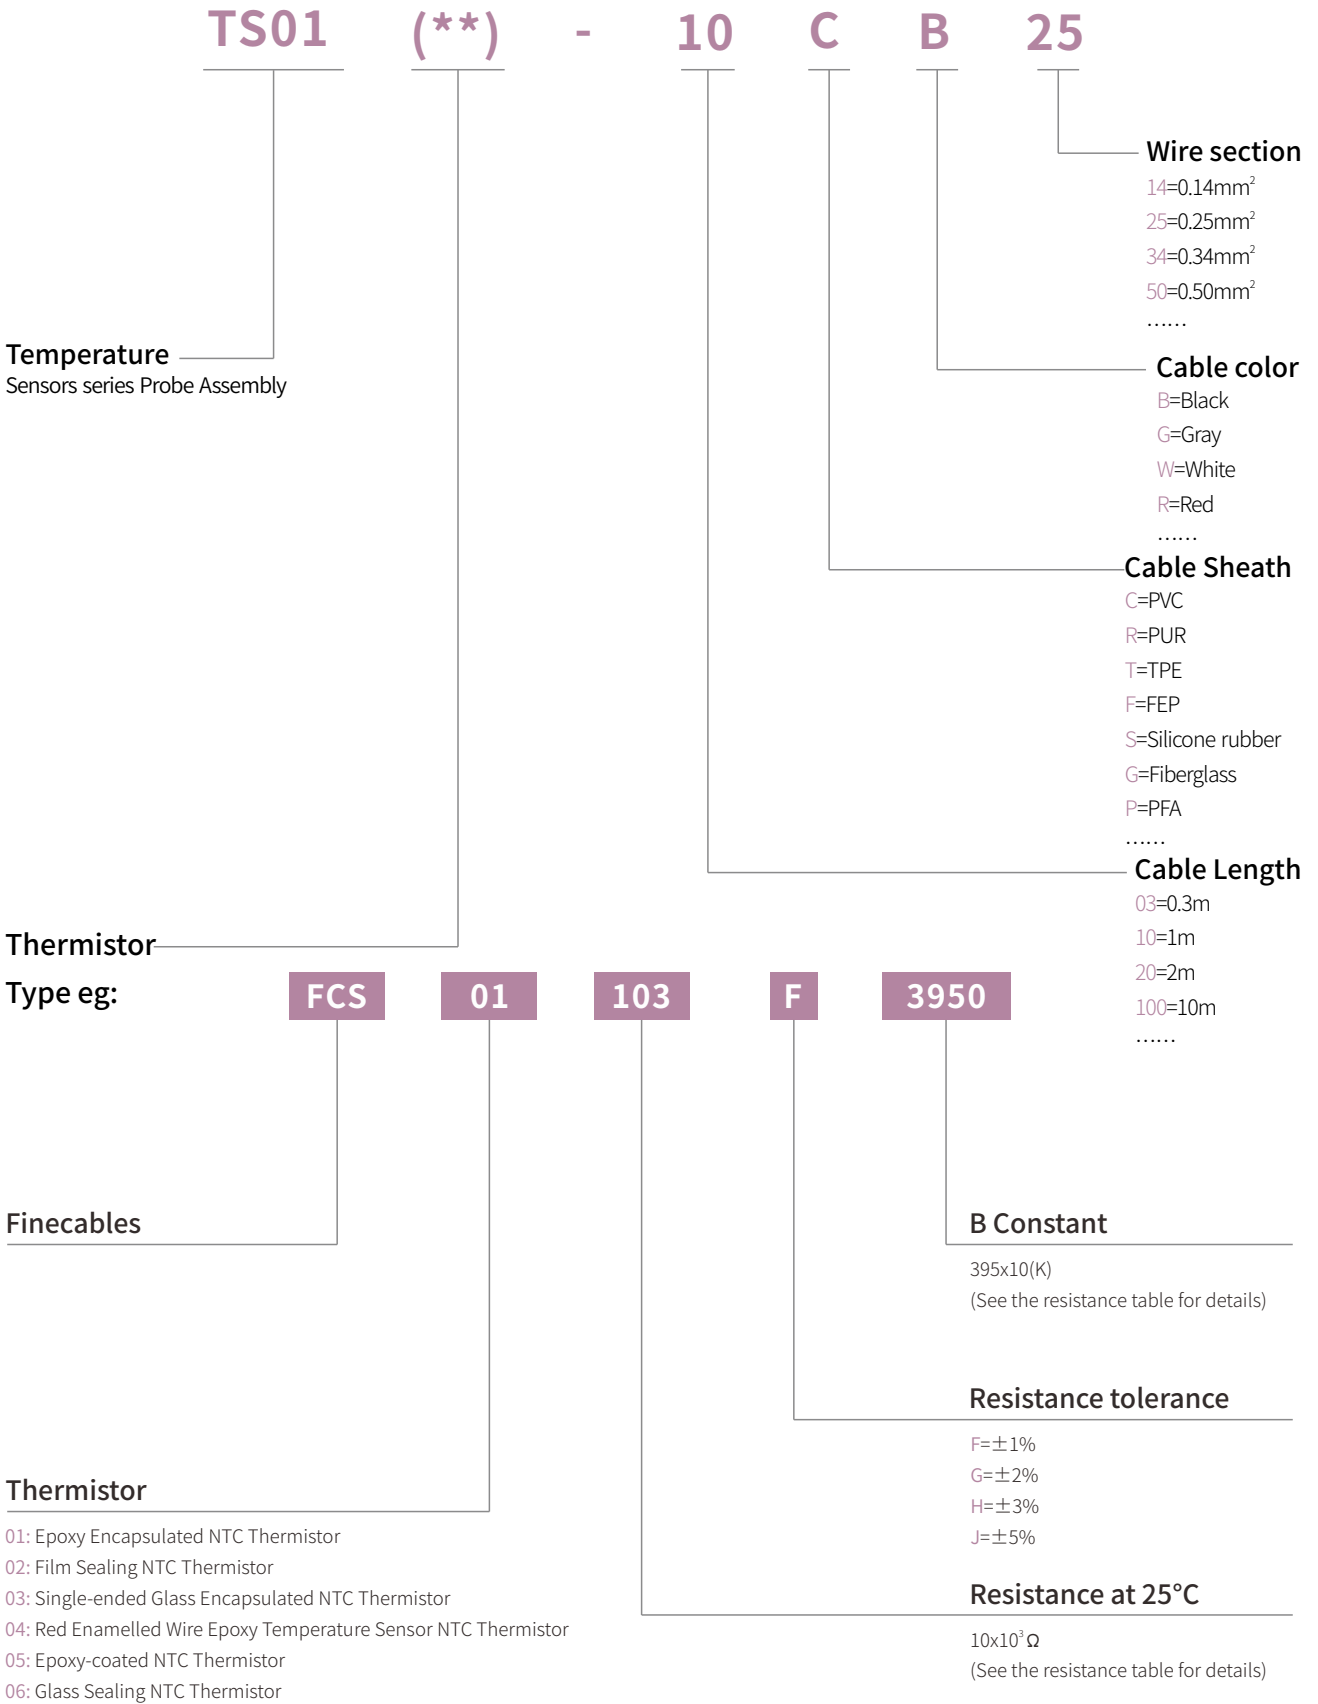 TS01 (**) - 10 C B 25
Wire section
14=0.14mm²
25=0.25mm²
34=0.34mm²
50=0.50mm²
……
Temperature
Sensors series Probe Assembly
Cable color
B=Black
G=Gray
W=White
R=Red
……
Cable Sheath
C=PVC
R=PUR
T=TPE
F=FEP
S=Silicone rubber
G=Fiberglass
P=PFA
……
Cable Length
03=0.3m
10=1m
20=2m
100=10m
……
Thermistor
Type eg:
FCS 01 103 F 3950
Finecables
B Constant
395x10(K)
(See the resistance table for details)
Resistance tolerance
F=±1%
G=±2%
H=±3%
J=±5%
Thermistor
01: Epoxy Encapsulated NTC Thermistor
02: Film Sealing NTC Thermistor
03: Single-ended Glass Encapsulated NTC Thermistor
04: Red Enamelled Wire Epoxy Temperature Sensor NTC Thermistor
05: Epoxy-coated NTC Thermistor
06: Glass Sealing NTC Thermistor
Resistance at 25°C
10x10³Ω
(See the resistance table for details)